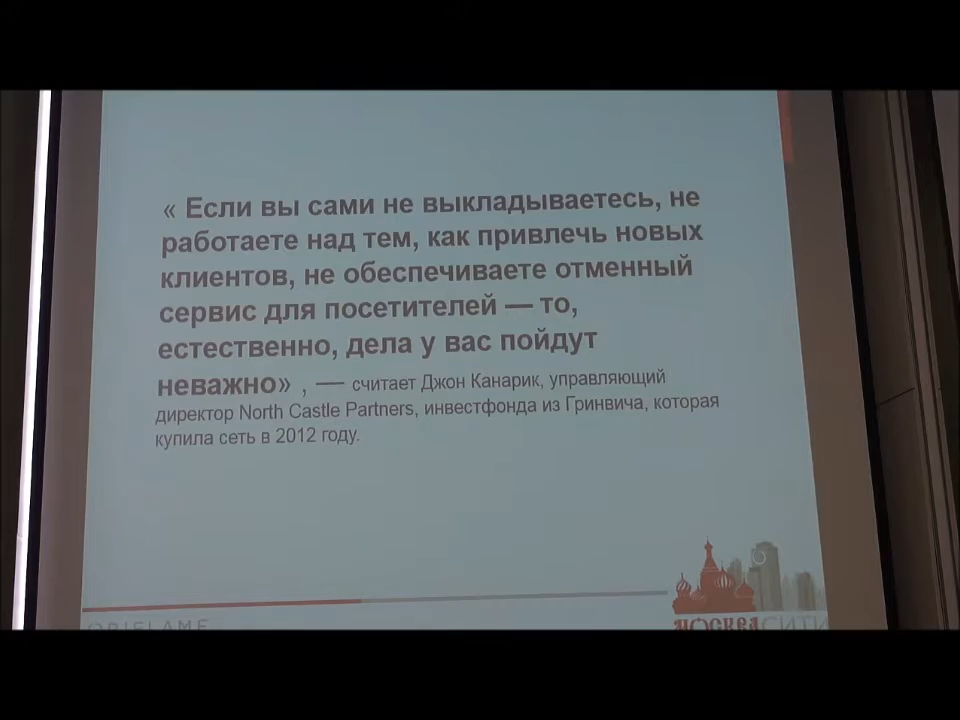 « Если вы сами не выкладываетесь, не
работаете над тем, как привлечь новых
клиентов, не обеспечиваете отменный
сервис для посетителей — то,
естественно, дела у вас пойдут
неважно» , — считает Джон Канарик, управляющий
директор North Castle Partners, инвестфонда из Гринвича, которая
купила сеть в 2012 году.
ORIFLAME
МОСКВАСИТИ